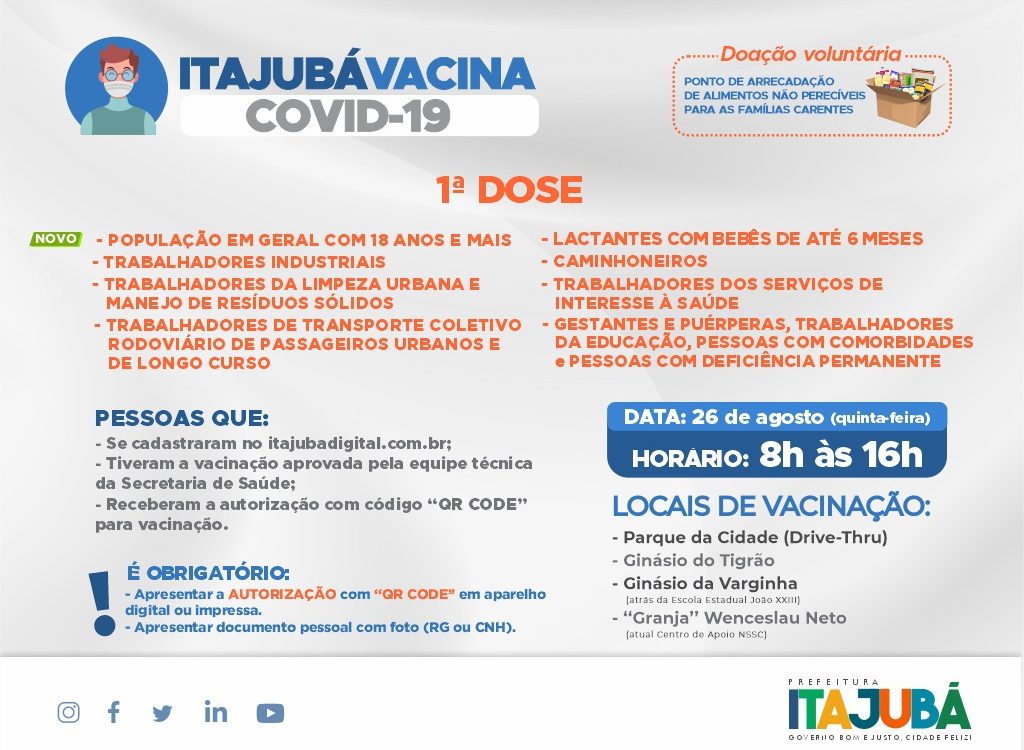 ITAJUBÁVACINA
COVID-19
Doação voluntária
PONTO DE ARRECADAÇÃO
DE ALIMENTOS NÃO PERECÍVEIS
PARA AS FAMÍLIAS CARENTES
1ª DOSE
NOVO - POPULAÇÃO EM GERAL COM 18 ANOS E MAIS
- TRABALHADORES INDUSTRIAIS
- TRABALHADORES DA LIMPEZA URBANA E
MANEJO DE RESÍDUOS SÓLIDOS
- TRABALHADORES DE TRANSPORTE COLETIVO
RODOVIÁRIO DE PASSAGEIROS URBANOS E
DE LONGO CURSO
- LACTANTES COM BEBÊS DE ATÉ 6 MESES
- CAMINHONEIROS
- TRABALHADORES DOS SERVIÇOS DE
INTERESSE À SAÚDE
- GESTANTES E PUÉRPERAS, TRABALHADORES
DA EDUCAÇÃO, PESSOAS COM COMORBIDADES
e PESSOAS COM DEFICIÊNCIA PERMANENTE
PESSOAS QUE:
- Se cadastraram no itajubadigital.com.br;
- Tiveram a vacinação aprovada pela equipe técnica
da Secretaria de Saúde;
- Receberam a autorização com código “QR CODE”
para vacinação.
! É OBRIGATÓRIO:
- Apresentar a AUTORIZAÇÃO com “QR CODE” em aparelho
digital ou impressa.
- Apresentar documento pessoal com foto (RG ou CNH).
DATA: 26 de agosto (quinta-feira)
HORÁRIO: 8h às 16h
LOCAIS DE VACINAÇÃO:
- Parque da Cidade (Drive-Thru)
- Ginásio do Tigrão
- Ginásio da Varginha
(atrás da Escola Estadual João XXIII)
- “Granja” Wenceslau Neto
(atual Centro de Apoio NSSC)
PREFEITURA
ITAJUBÁ
GOVERNO BOM E JUSTO, CIDADE FELIZ!